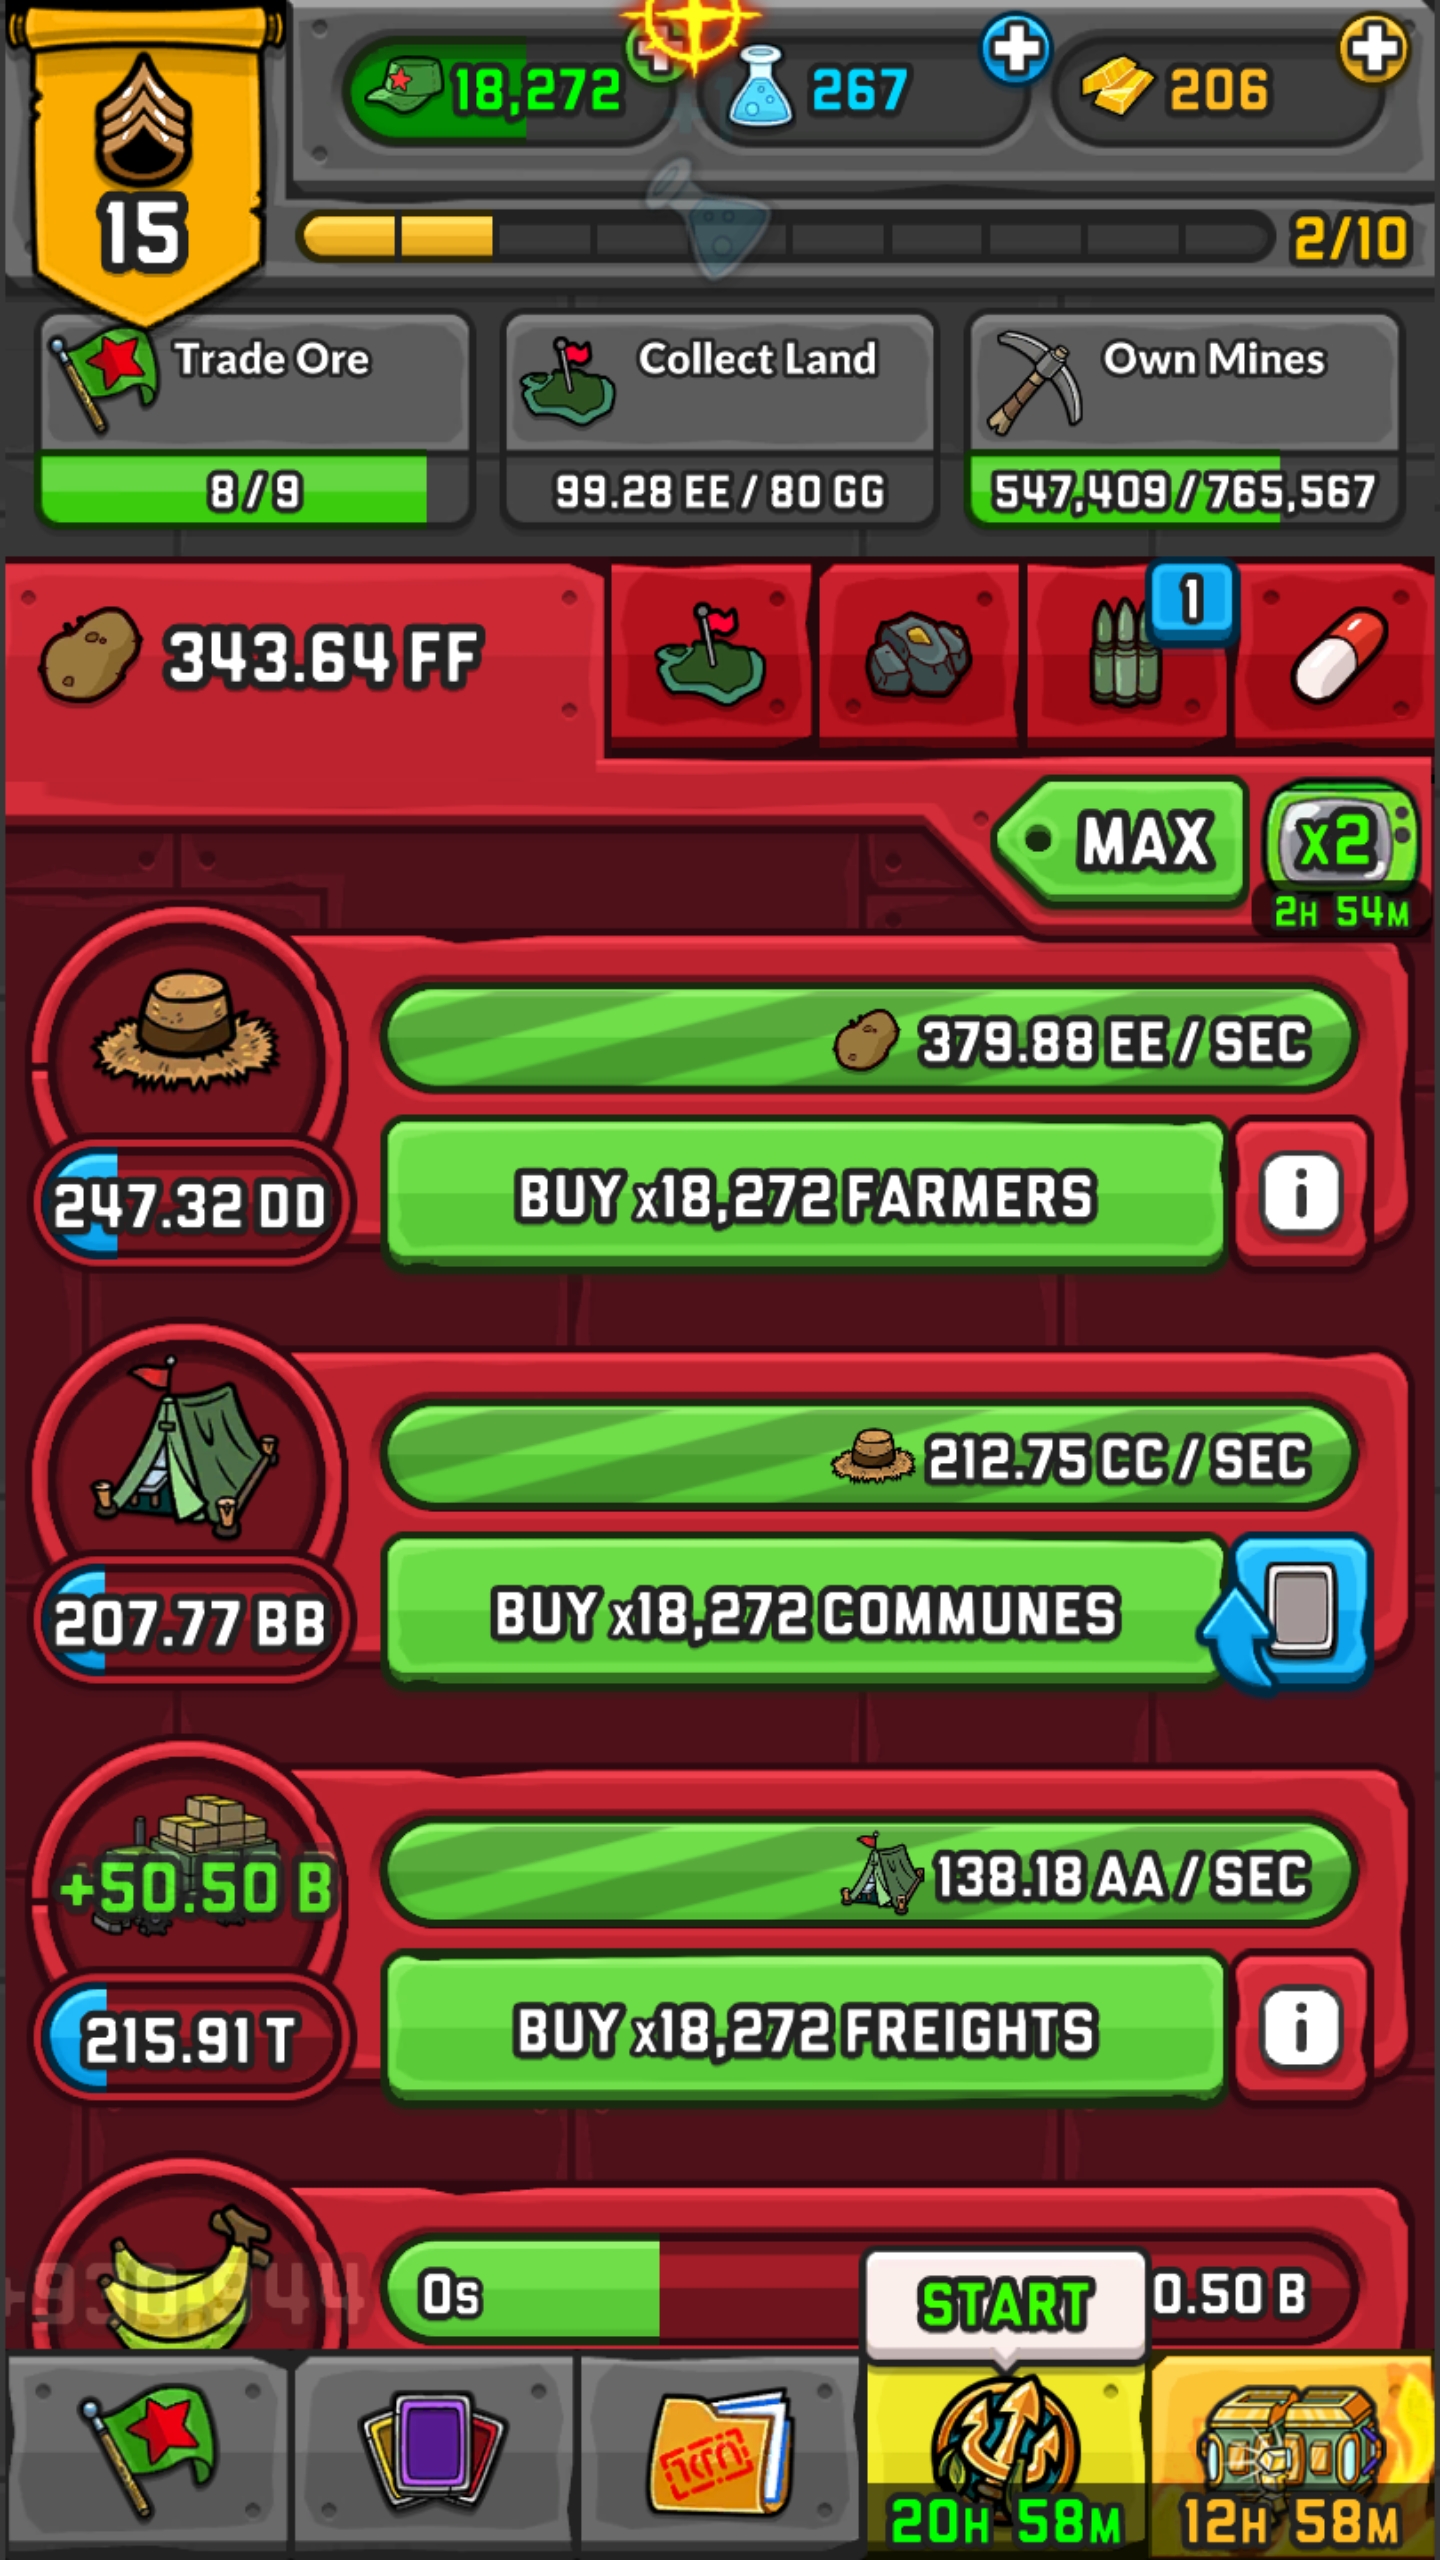 18,272
267
206
15
2/10
Trade Ore
Collect Land
Own Mines
8/9
99.28 EE / 80 GG
547,409/765,567
343.64 FF
1
MAX
x2
2H 54M
379.88 EE / SEC
247.32 DD
BUY x18,272 FARMERS
i
212.75 CC / SEC
207.77 BB
BUY x18,272 COMMUNES
+50.50 B
138.18 AA / SEC
215.91 T
BUY x18,272 FREIGHTS
i
+930,944
0s
START
0.50 B
20H 58M
12H 58M